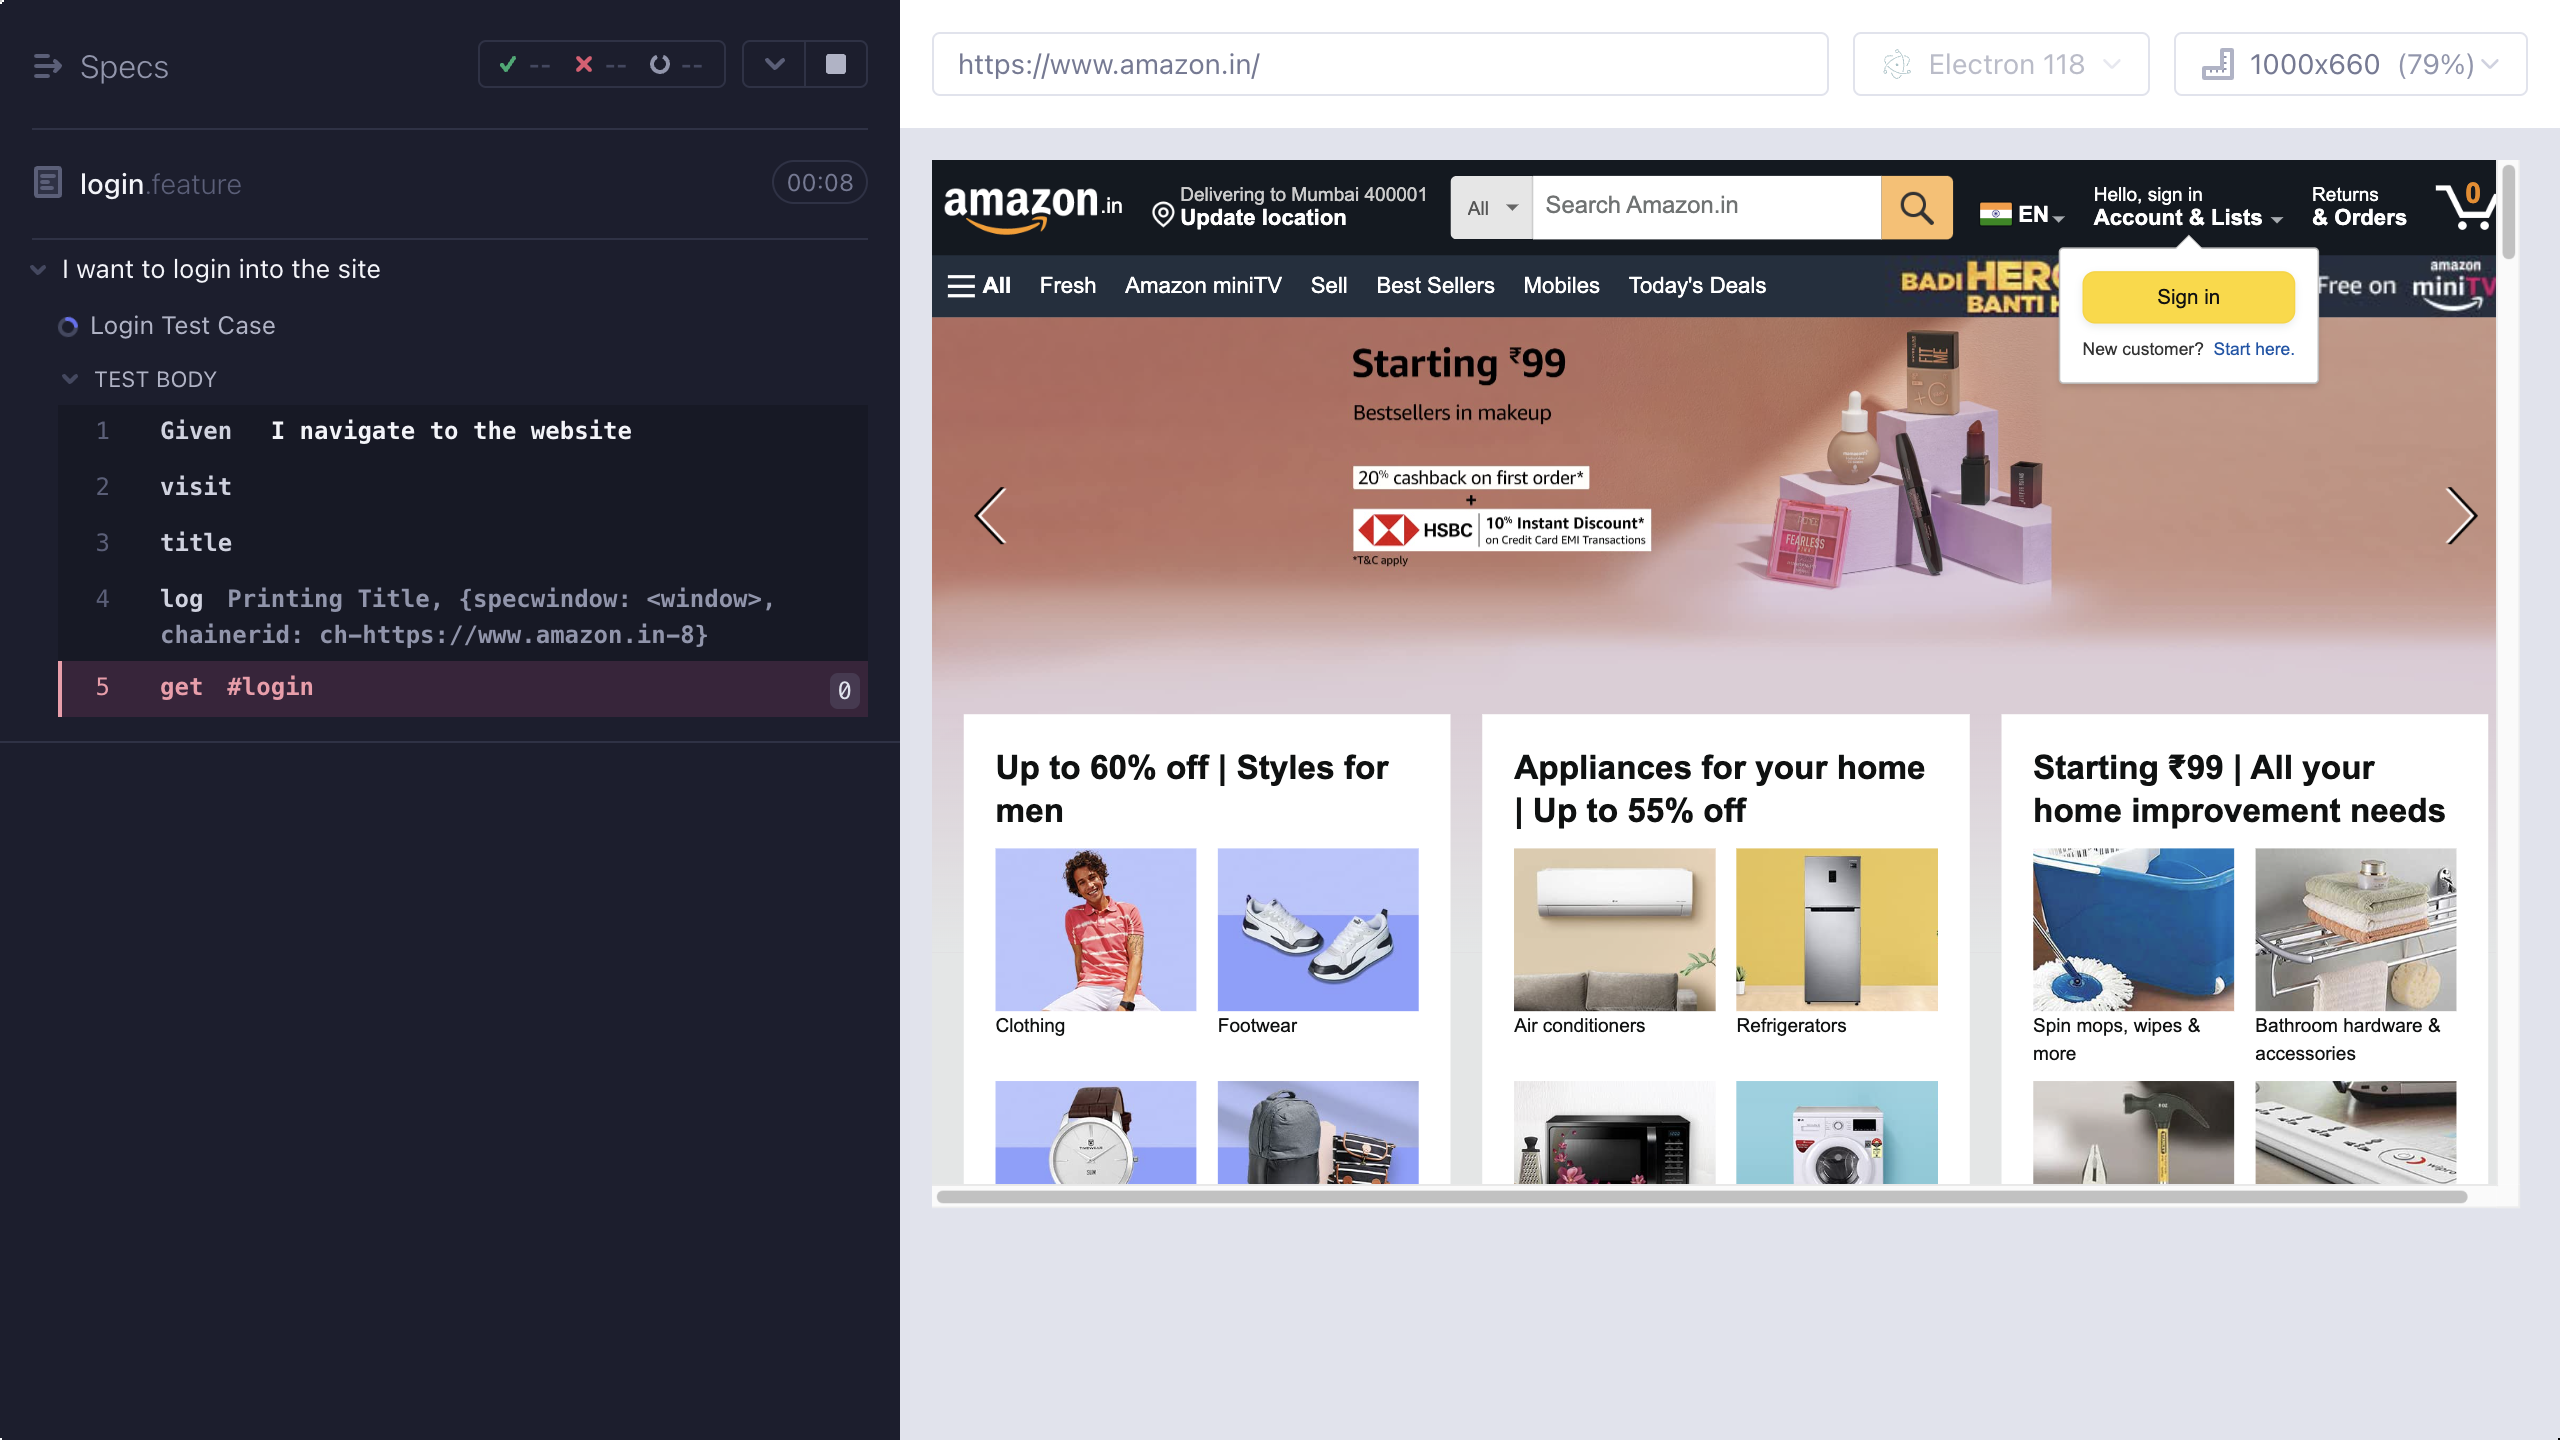 Specs
-- -- --
login.feature
00:08
I want to login into the site
Login Test Case
TEST BODY
1 Given I navigate to the website
2 visit
3 title
4 log Printing Title, {specwindow: <window>,
chainerid: ch-https://www.amazon.in-8}
5 get #login 0
https://www.amazon.in/
Electron 118
1000x660 (79%)
amazon.in
Delivering to Mumbai 400001
Update location
All
Search Amazon.in
EN
Hello, sign in
Account & Lists
Returns
& Orders
0
All Fresh Amazon miniTV Sell Best Sellers Mobiles Today's Deals
BADI HERO
BANTI H
Free on
amazon
miniTV
Sign in
New customer? Start here.
Starting ₹99
Bestsellers in makeup
20% cashback on first order*
+
HSBC
10% Instant Discount*
on Credit Card EMI Transactions
*T&C apply
FIT
ME
FEARLESS
Up to 60% off | Styles for
men
Clothing
Footwear
Appliances for your home
| Up to 55% off
Air conditioners
Refrigerators
Starting ₹99 | All your
home improvement needs
Spin mops, wipes &
more
Bathroom hardware &
accessories
wipro